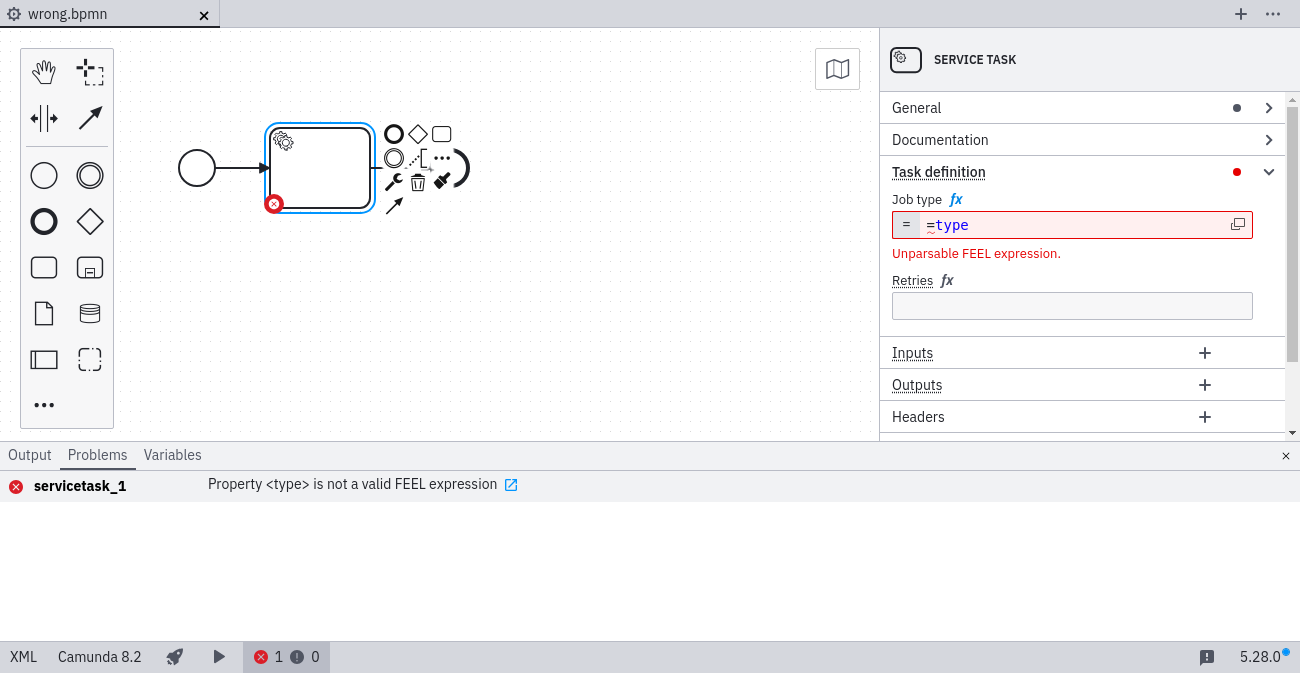 wrong.bpmn
SERVICE TASK
General
Documentation
Task definition
Job type fx
= =type
Unparsable FEEL expression.
Retries fx
Inputs
Outputs
Headers
Output Problems Variables
servicetask_1 Property <type> is not a valid FEEL expression
XML Camunda 8.2 1 0 5.28.0